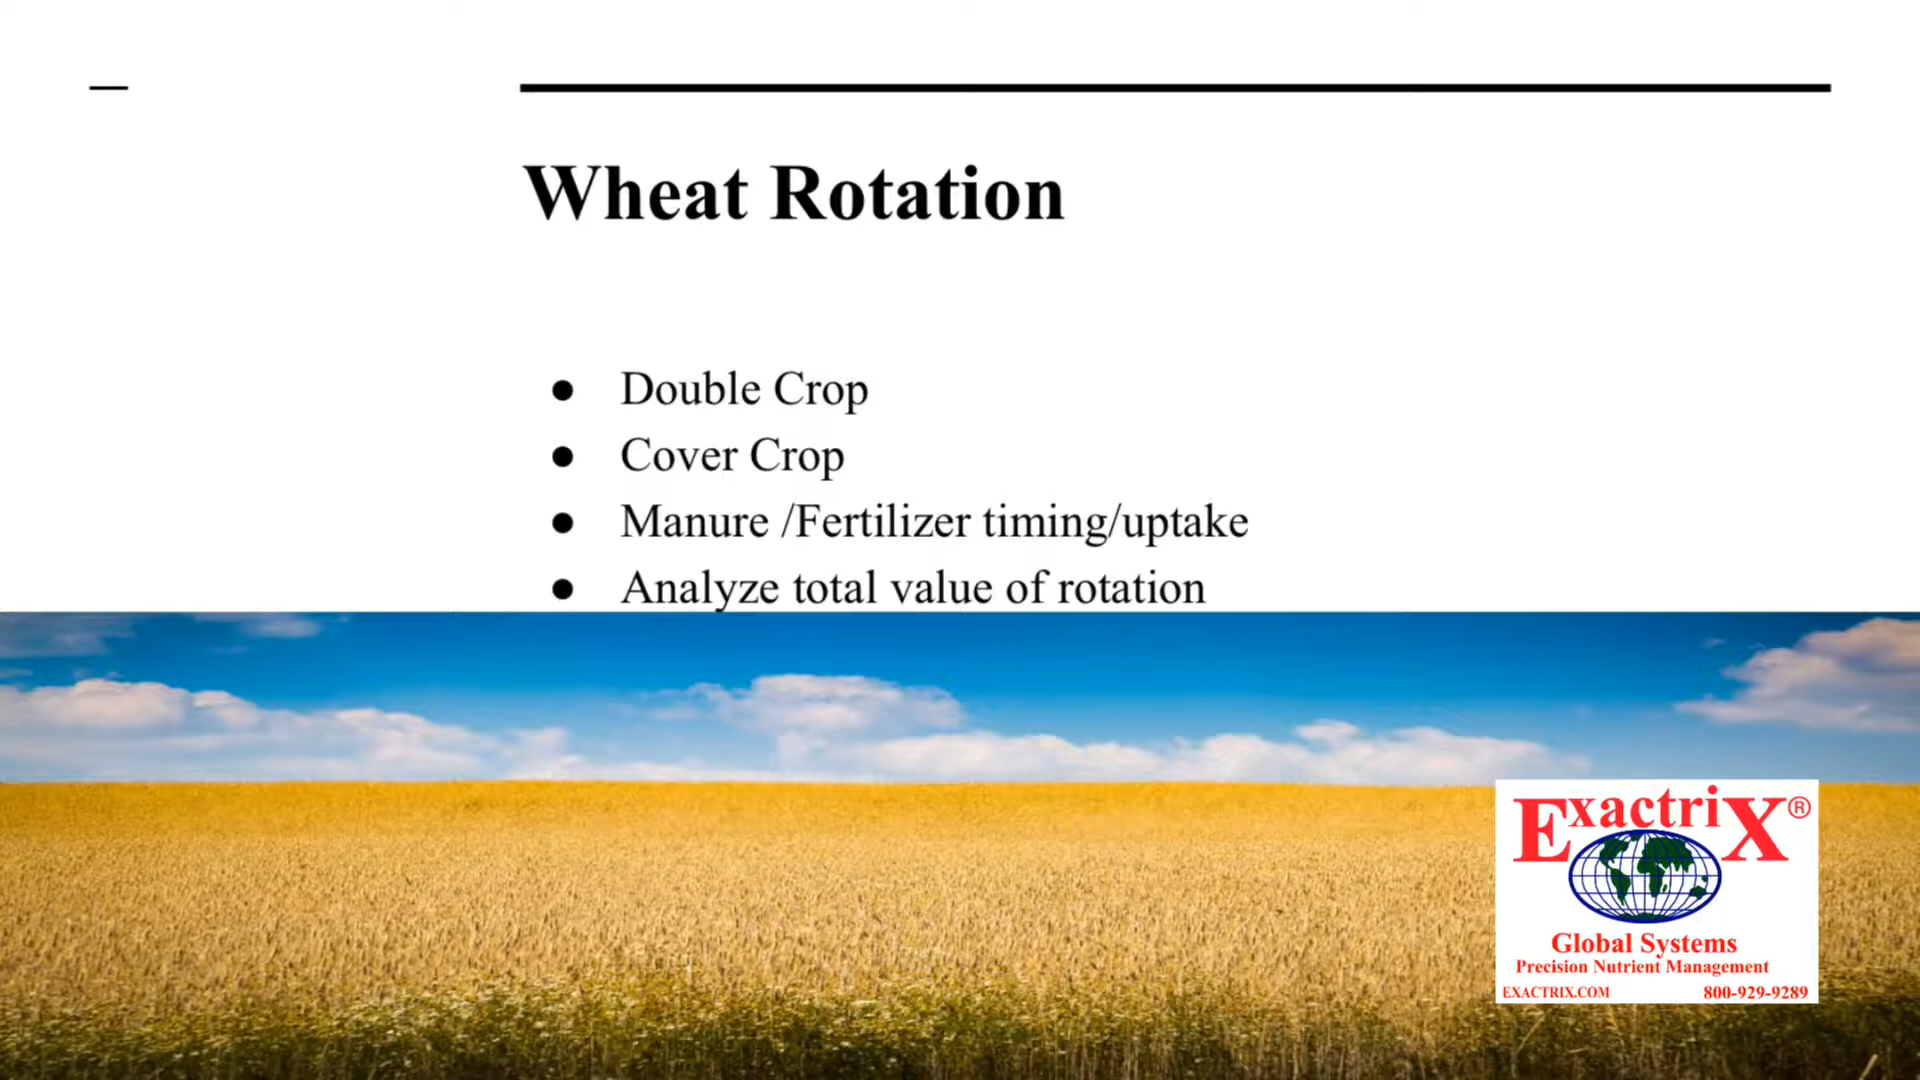 Wheat Rotation
● Double Crop
● Cover Crop
● Manure /Fertilizer timing/uptake
● Analyze total value of rotation
ExactriX®
Global Systems
Precision Nutrient Management
EXACTRIX.COM 800-929-9289